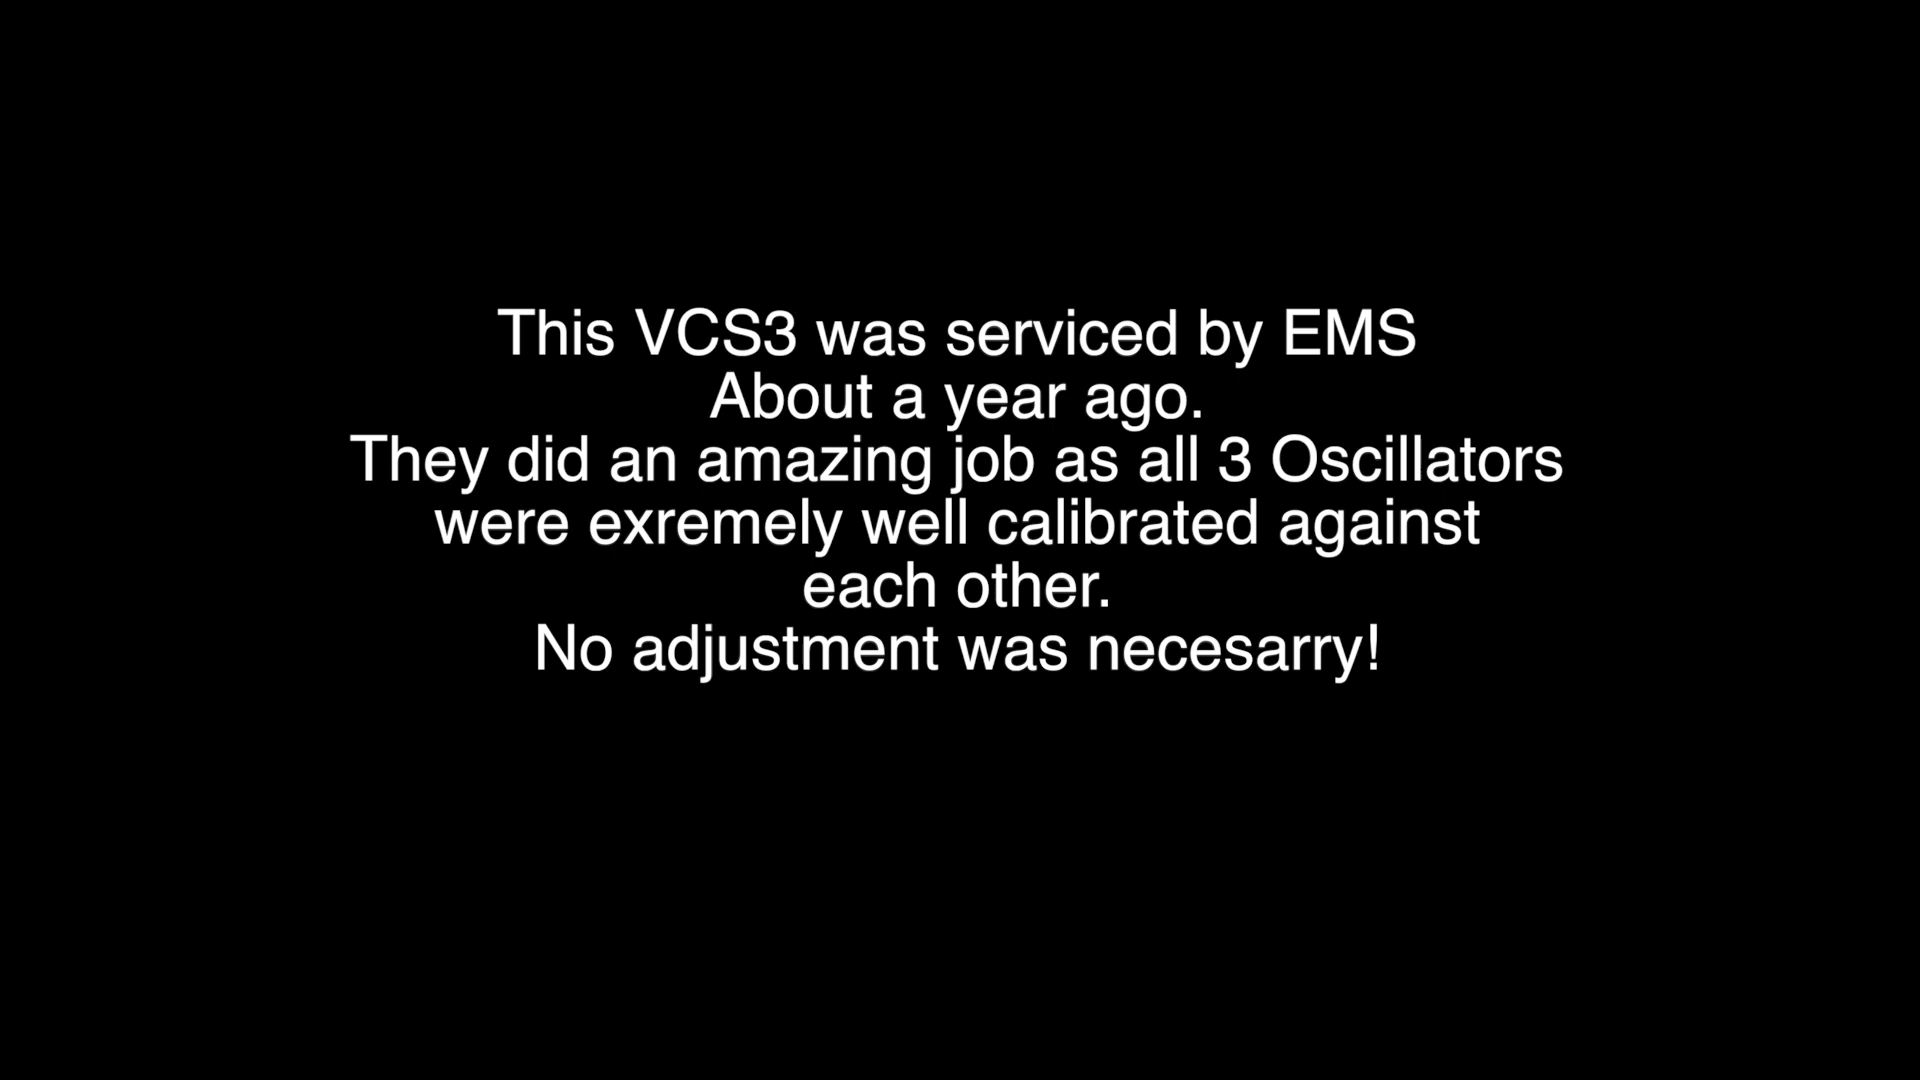 This VCS3 was serviced by EMS
About a year ago.
They did an amazing job as all 3 Oscillators
were exremely well calibrated against
each other.
No adjustment was necesarry!